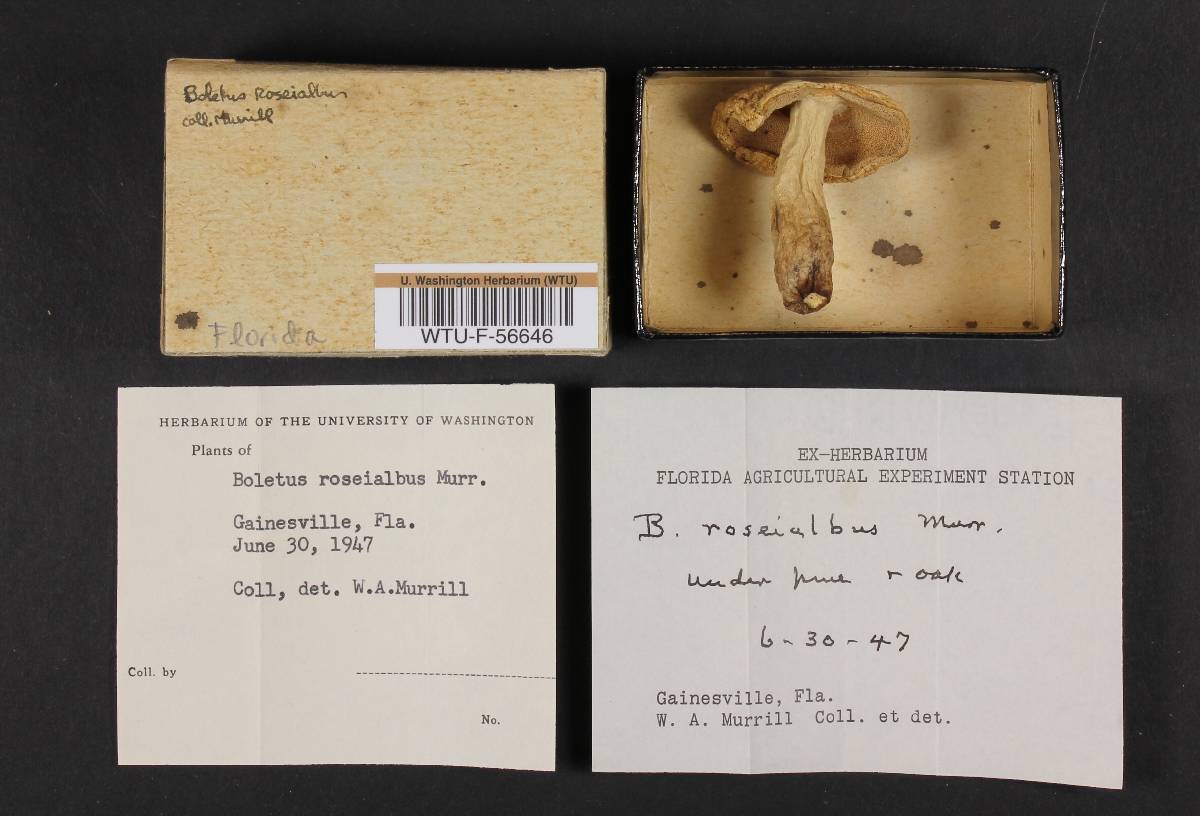 Boletus roseialbus
coll. Murrill
U. Washington Herbarium (WTU)
WTU-F-56646
Florida
HERBARIUM OF THE UNIVERSITY OF WASHINGTON
Plants of
Boletus roseialbus Murr.
Gainesville, Fla.
June 30, 1947
Coll, det. W.A.Murrill
Coll. by
No.
EX-HERBARIUM
FLORIDA AGRICULTURAL EXPERIMENT STATION
B. roseialbus Murr.
under pine + oak
6-30-47
Gainesville, Fla.
W. A. Murrill Coll. et det.